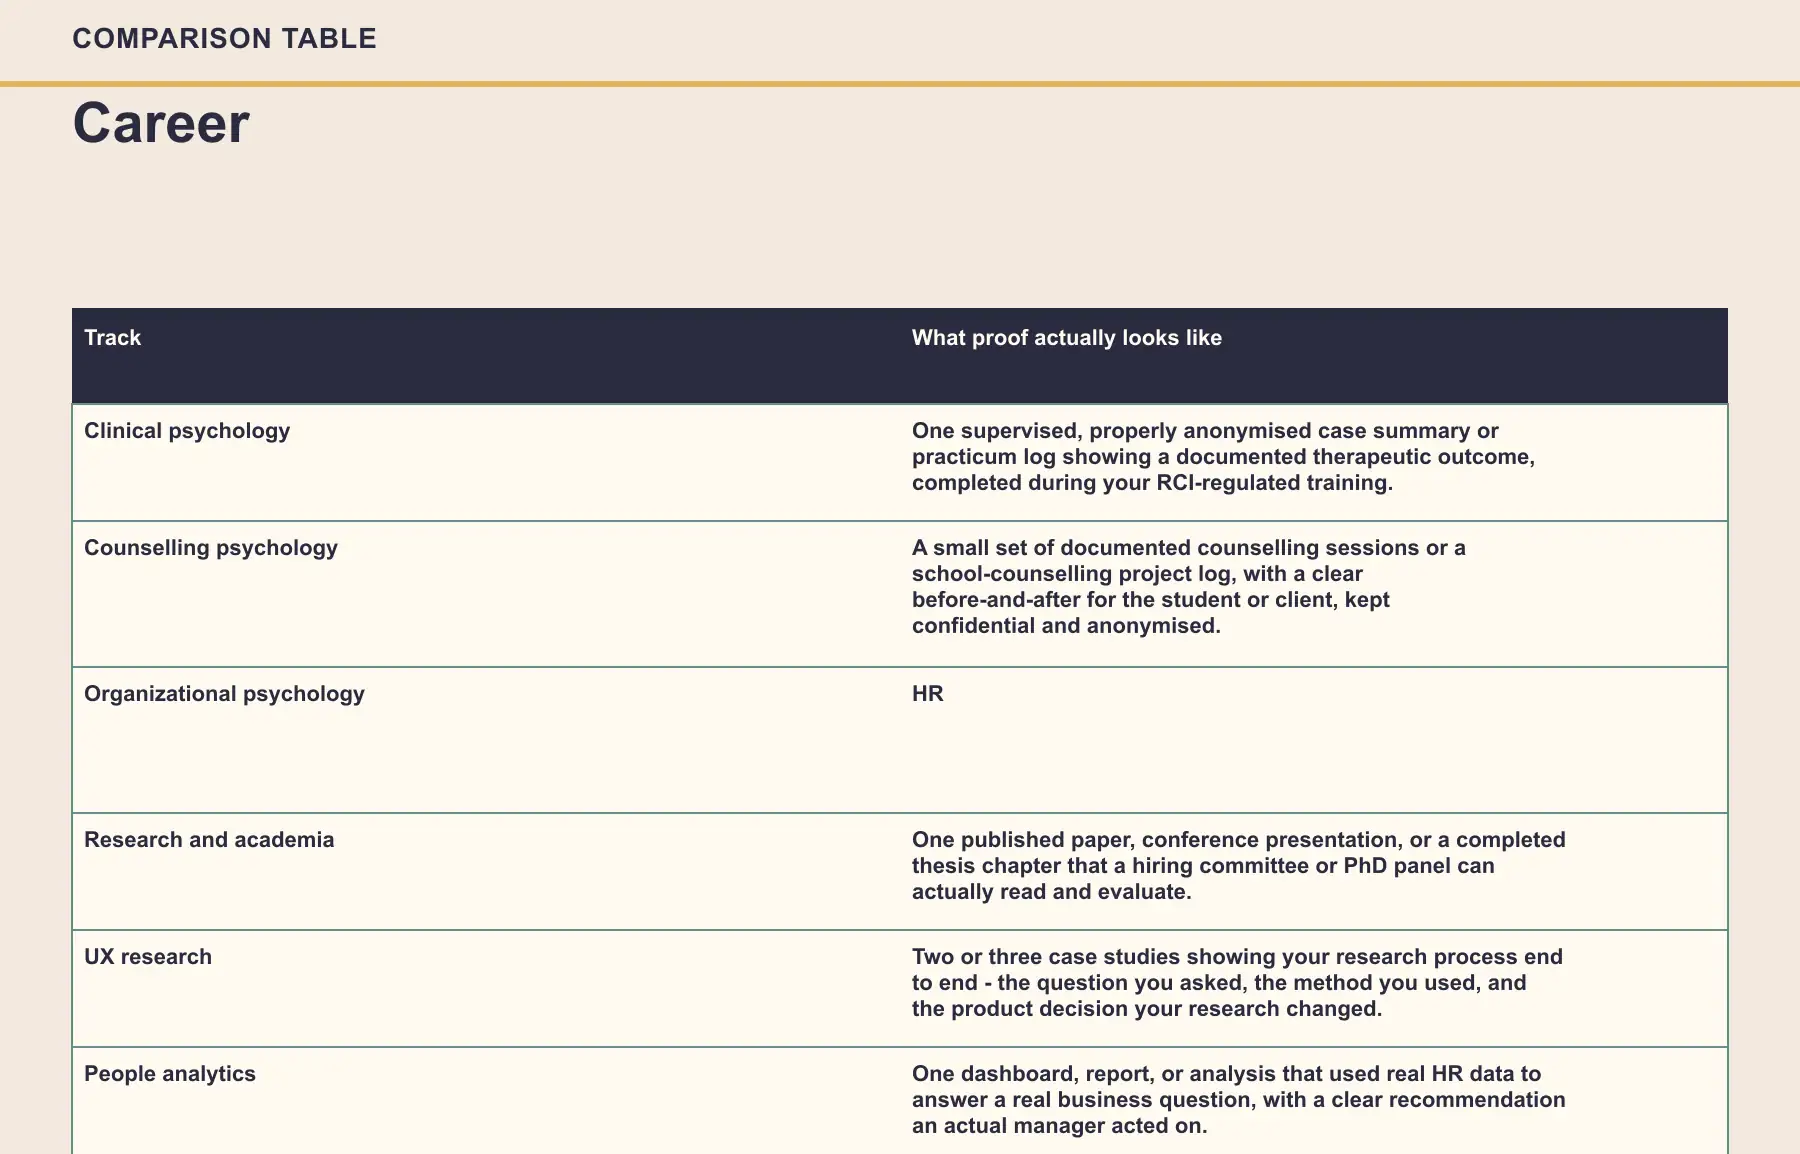 COMPARISON TABLE
Career
Track
What proof actually looks like
Clinical psychology
One supervised, properly anonymised case summary or
practicum log showing a documented therapeutic outcome,
completed during your RCI-regulated training.
Counselling psychology
A small set of documented counselling sessions or a
school-counselling project log, with a clear
before-and-after for the student or client, kept
confidential and anonymised.
Organizational psychology
HR
Research and academia
One published paper, conference presentation, or a completed
thesis chapter that a hiring committee or PhD panel can
actually read and evaluate.
UX research
Two or three case studies showing your research process end
to end - the question you asked, the method you used, and
the product decision your research changed.
People analytics
One dashboard, report, or analysis that used real HR data to
answer a real business question, with a clear recommendation
an actual manager acted on.